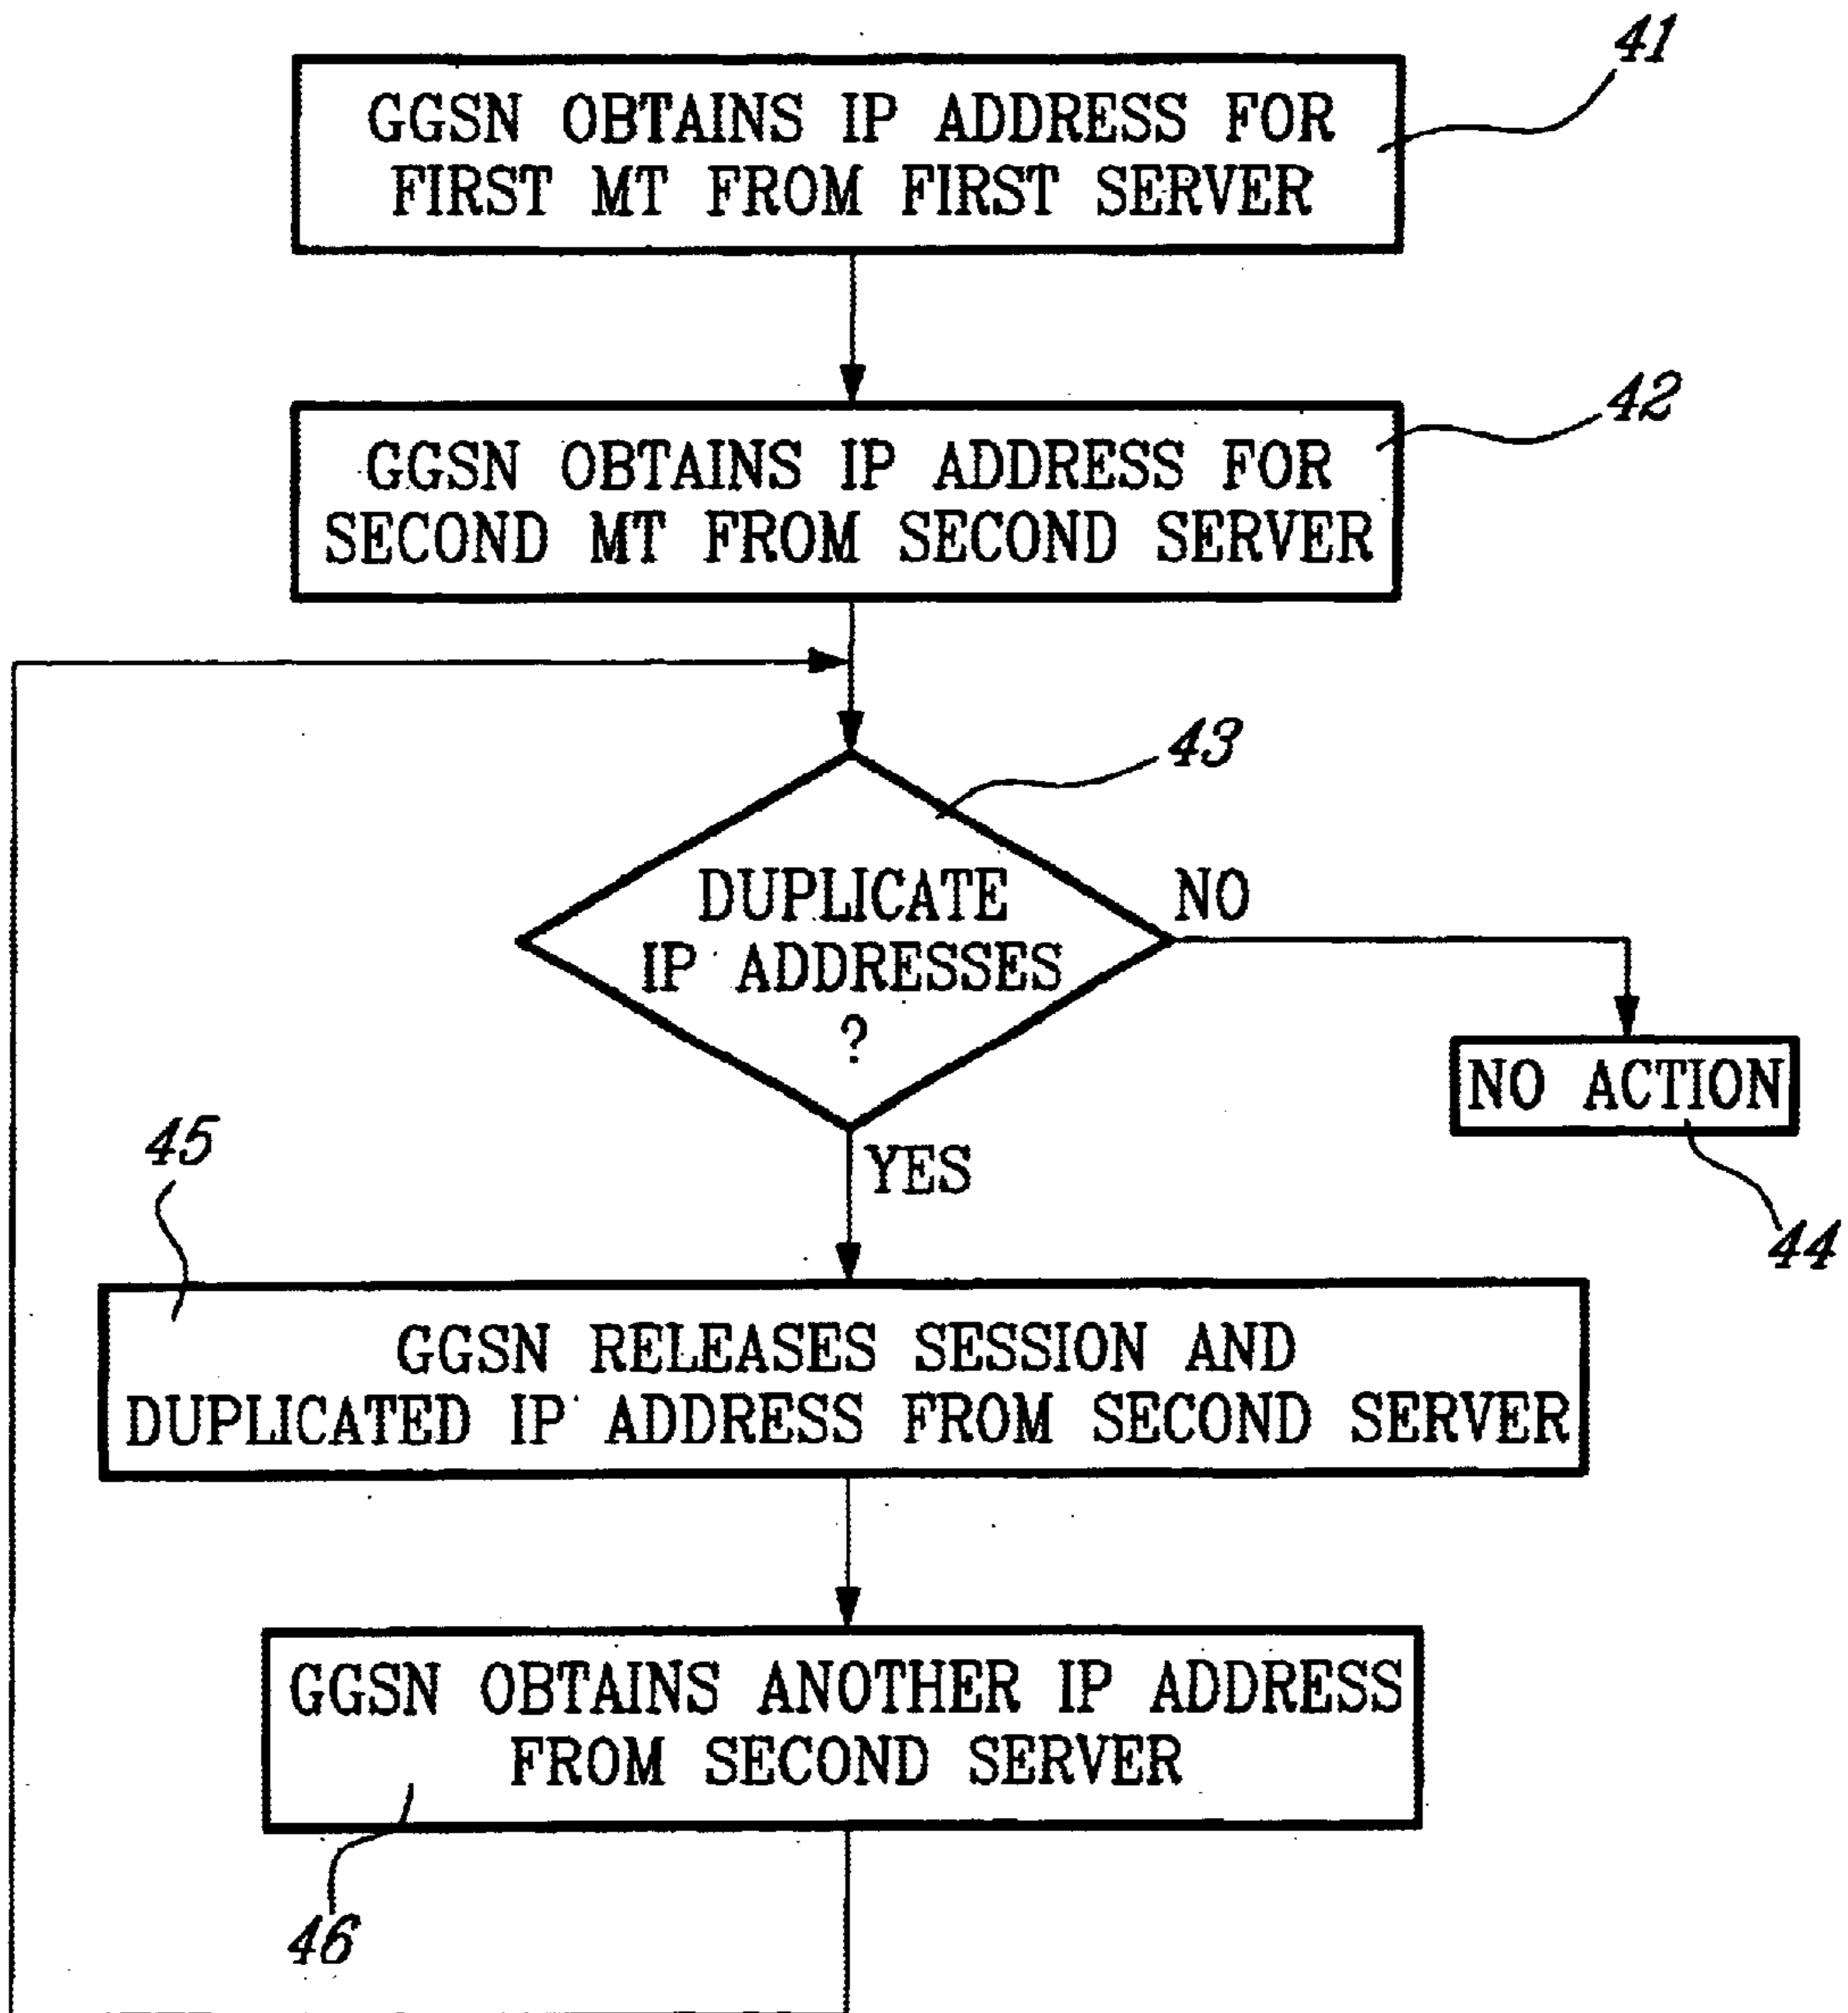 41
GGSN OBTAINS IP ADDRESS FOR
FIRST MT FROM FIRST SERVER
42
GGSN OBTAINS IP ADDRESS FOR
SECOND MT FROM SECOND SERVER
43
DUPLICATE
IP ADDRESSES
?
NO
NO ACTION
44
YES
45
GGSN RELEASES SESSION AND
DUPLICATED IP ADDRESS FROM SECOND SERVER
GGSN OBTAINS ANOTHER IP ADDRESS
FROM SECOND SERVER
46